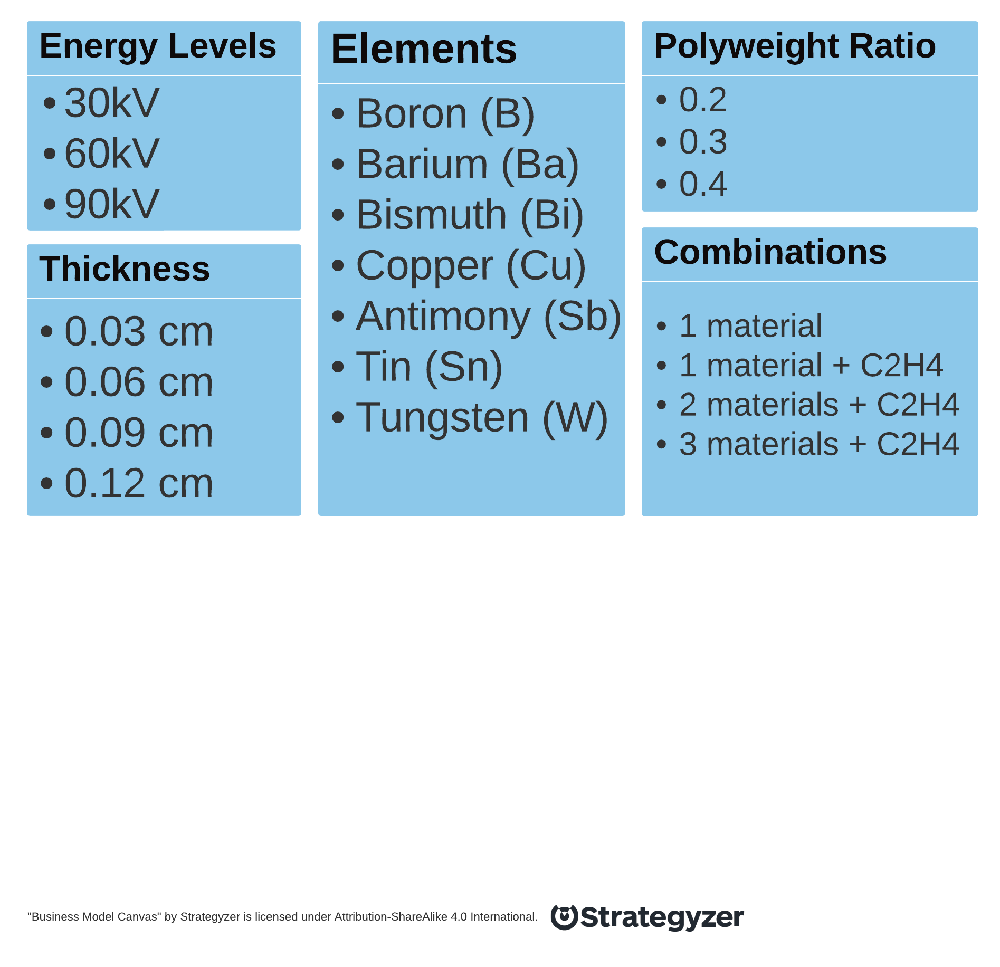 Energy Levels
• 30kV
• 60kV
• 90kV
Thickness
• 0.03 cm
• 0.06 cm
• 0.09 cm
• 0.12 cm
Elements
• Boron (B)
• Barium (Ba)
• Bismuth (Bi)
• Copper (Cu)
• Antimony (Sb)
• Tin (Sn)
• Tungsten (W)
Polyweight Ratio
• 0.2
• 0.3
• 0.4
Combinations
• 1 material
• 1 material + C2H4
• 2 materials + C2H4
• 3 materials + C2H4
"Business Model Canvas" by Strategyzer is licensed under Attribution-ShareAlike 4.0 International.
Strategyzer